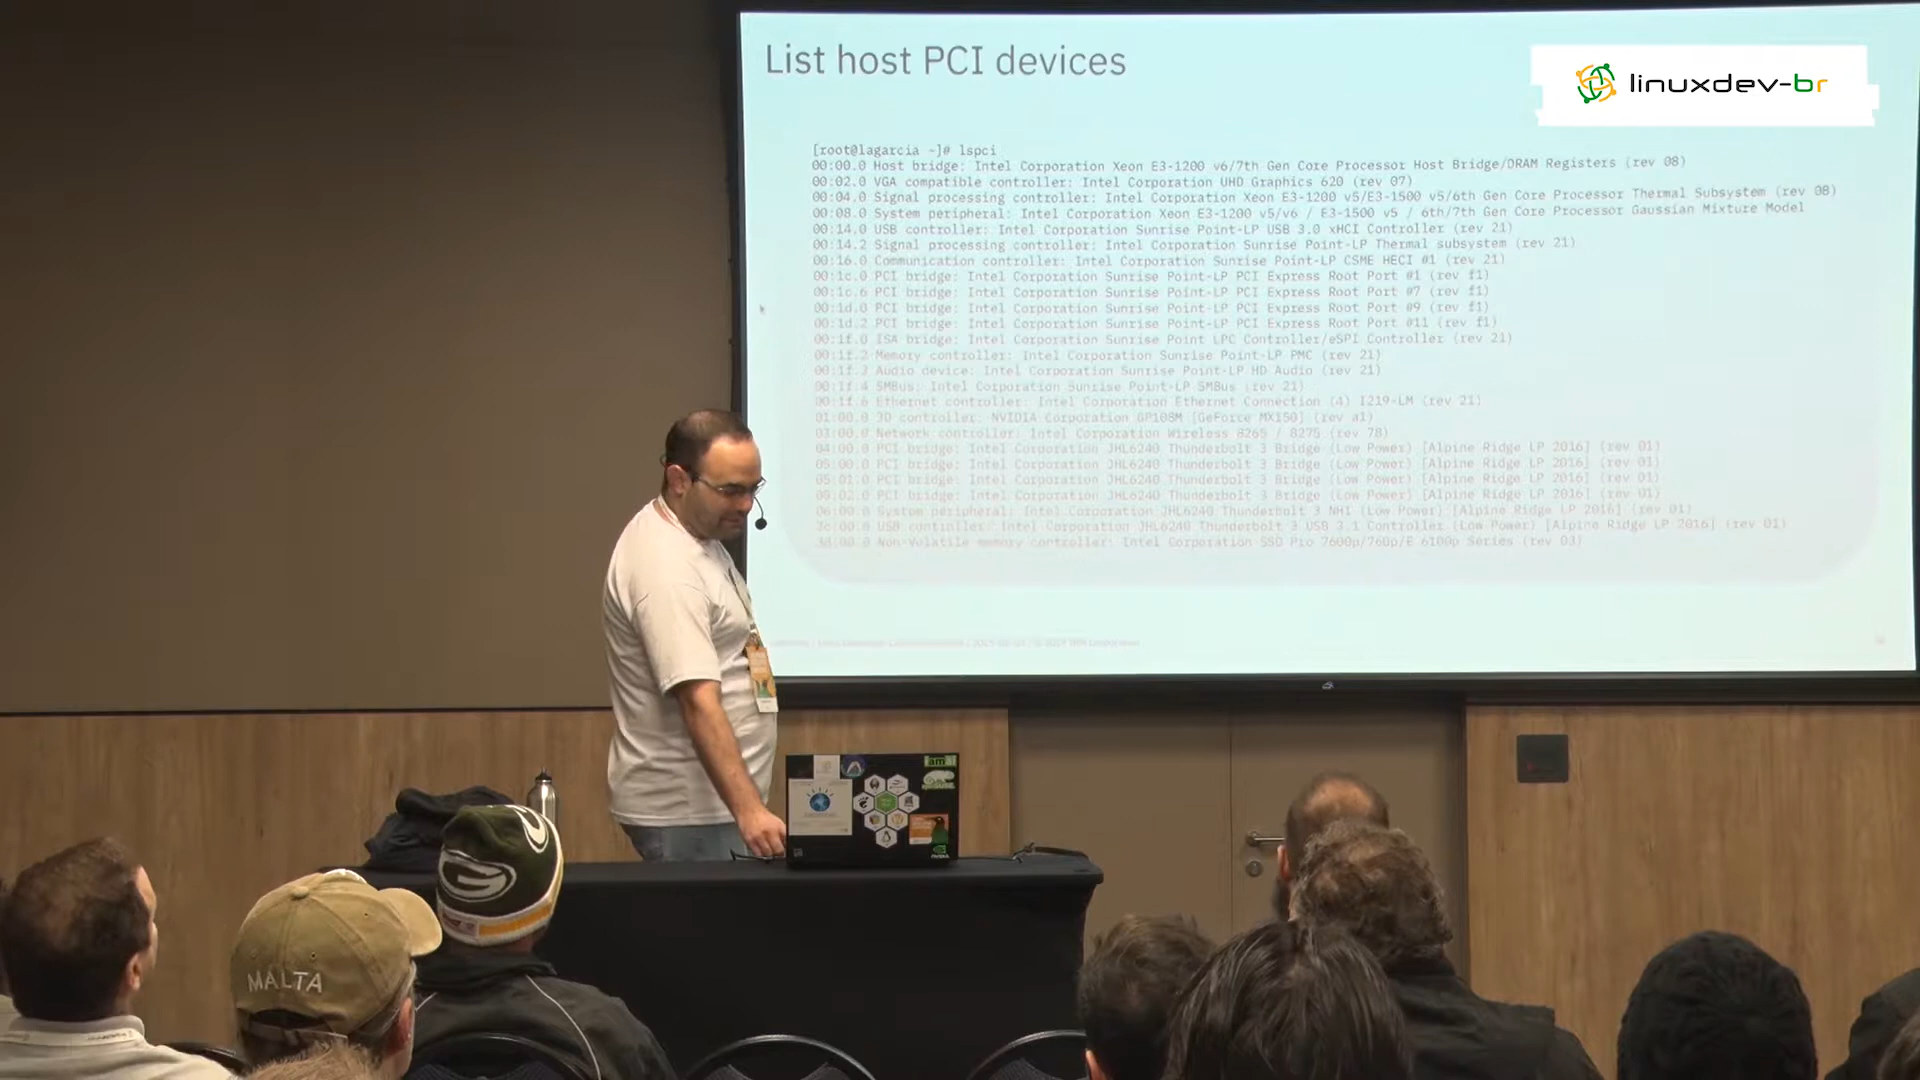 List host PCI devices
linuxdev-br
[root@lagarcia ~]# lspci
00:00.0 Host bridge: Intel Corporation Xeon E3-1200 v6/7th Gen Core Processor Host Bridge/DRAM Registers (rev 08)
00:02.0 VGA compatible controller: Intel Corporation UHD Graphics 620 (rev 07)
00:04.0 Signal processing controller: Intel Corporation Xeon E3-1200 v5/E3-1500 v5/6th Gen Core Processor Thermal Subsystem (rev 08)
00:08.0 System peripheral: Intel Corporation Xeon E3-1200 v5/v6 / E3-1500 v5 / 6th/7th Gen Core Processor Gaussian Mixture Model
00:14.0 USB controller: Intel Corporation Sunrise Point-LP USB 3.0 xHCI Controller (rev 21)
00:14.2 Signal processing controller: Intel Corporation Sunrise Point-LP Thermal subsystem (rev 21)
00:16.0 Communication controller: Intel Corporation Sunrise Point-LP CSME HECI #1 (rev 21)
00:1c.0 PCI bridge: Intel Corporation Sunrise Point-LP PCI Express Root Port #1 (rev f1)
00:1c.6 PCI bridge: Intel Corporation Sunrise Point-LP PCI Express Root Port #7 (rev f1)
00:1d.0 PCI bridge: Intel Corporation Sunrise Point-LP PCI Express Root Port #9 (rev f1)
00:1d.2 PCI bridge: Intel Corporation Sunrise Point-LP PCI Express Root Port #11 (rev f1)
00:1f.0 ISA bridge: Intel Corporation Sunrise Point LPC Controller/eSPI Controller (rev 21)
00:1f.2 Memory controller: Intel Corporation Sunrise Point-LP PMC (rev 21)
00:1f.3 Audio device: Intel Corporation Sunrise Point-LP HD Audio (rev 21)
00:1f.4 SMBus: Intel Corporation Sunrise Point-LP SMBus (rev 21)
00:1f.6 Ethernet controller: Intel Corporation Ethernet Connection (4) I219-LM (rev 21)
01:00.0 3D controller: NVIDIA Corporation GP108M [GeForce MX150] (rev a1)
03:00.0 Network controller: Intel Corporation Wireless 8265 / 8275 (rev 78)
04:00.0 PCI bridge: Intel Corporation JHL6240 Thunderbolt 3 Bridge (Low Power) [Alpine Ridge LP 2016] (rev 01)
05:00.0 PCI bridge: Intel Corporation JHL6240 Thunderbolt 3 Bridge (Low Power) [Alpine Ridge LP 2016] (rev 01)
05:01.0 PCI bridge: Intel Corporation JHL6240 Thunderbolt 3 Bridge (Low Power) [Alpine Ridge LP 2016] (rev 01)
05:02.0 PCI bridge: Intel Corporation JHL6240 Thunderbolt 3 Bridge (Low Power) [Alpine Ridge LP 2016] (rev 01)
06:00.0 System peripheral: Intel Corporation JHL6240 Thunderbolt 3 NHI (Low Power) [Alpine Ridge LP 2016] (rev 01)
3c:00.0 USB controller: Intel Corporation JHL6240 Thunderbolt 3 USB 3.1 Controller (Low Power) [Alpine Ridge LP 2016] (rev 01)
3d:00.0 Non-Volatile memory controller: Intel Corporation SSD Pro 7600p/760p/E 6100p Series (rev 03)
MALTA